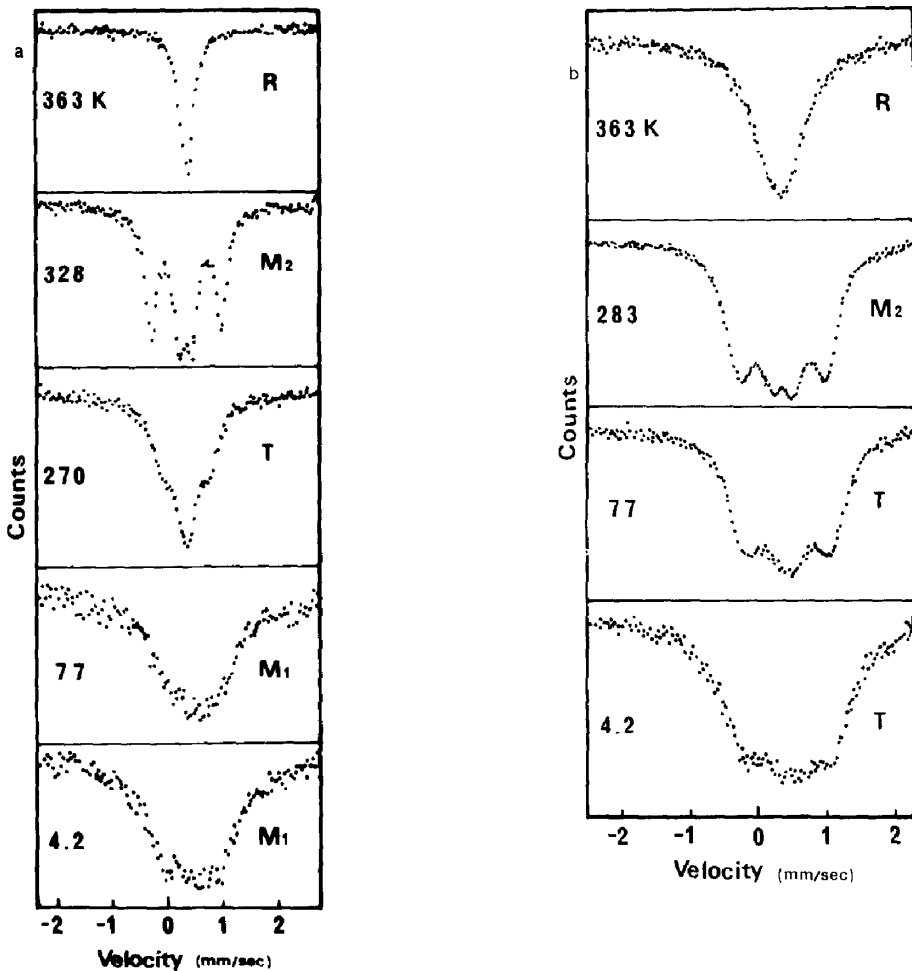 a
363 K
R
328
M2
270
T
77
M1
4.2
M1
Counts
-2 -1 0 1 2
Velocity (mm/sec)
b
363 K
R
283
M2
77
T
4.2
T
Counts
-2 -1 0 1 2
Velocity (mm/sec)